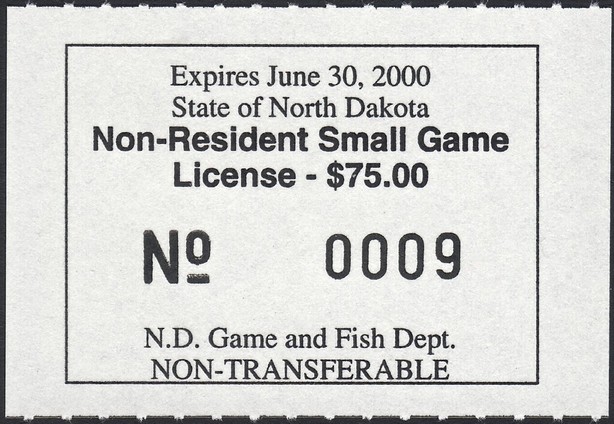 Expires June 30, 2000
State of North Dakota
Non-Resident Small Game
License - $75.00
№ 0009
N.D. Game and Fish Dept.
NON-TRANSFERABLE